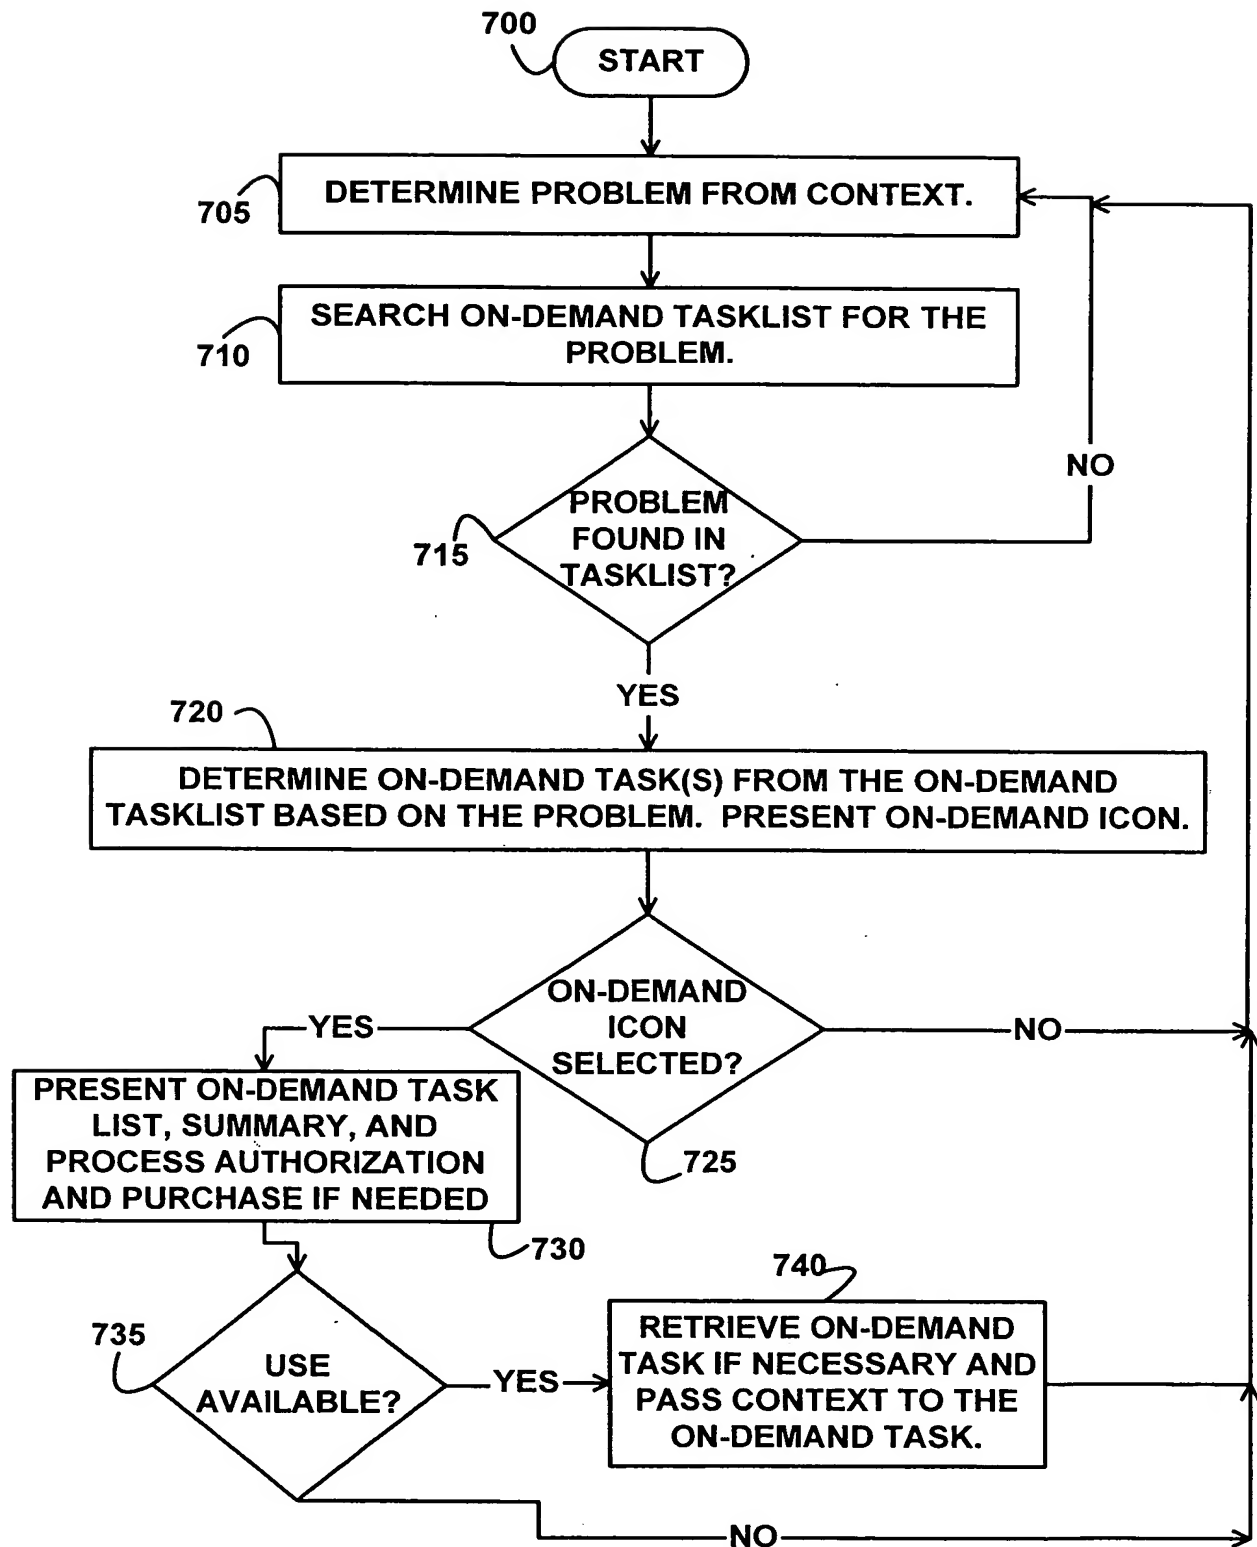 700
START
705
DETERMINE PROBLEM FROM CONTEXT.
710
SEARCH ON-DEMAND TASKLIST FOR THE
PROBLEM.
NO
715
PROBLEM
FOUND IN
TASKLIST?
YES
720
DETERMINE ON-DEMAND TASK(S) FROM THE ON-DEMAND
TASKLIST BASED ON THE PROBLEM. PRESENT ON-DEMAND ICON.
ON-DEMAND
ICON
SELECTED?
YES
NO
725
PRESENT ON-DEMAND TASK
LIST, SUMMARY, AND
PROCESS AUTHORIZATION
AND PURCHASE IF NEEDED
730
735
USE
AVAILABLE?
YES
740
RETRIEVE ON-DEMAND
TASK IF NECESSARY AND
PASS CONTEXT TO THE
ON-DEMAND TASK.
NO